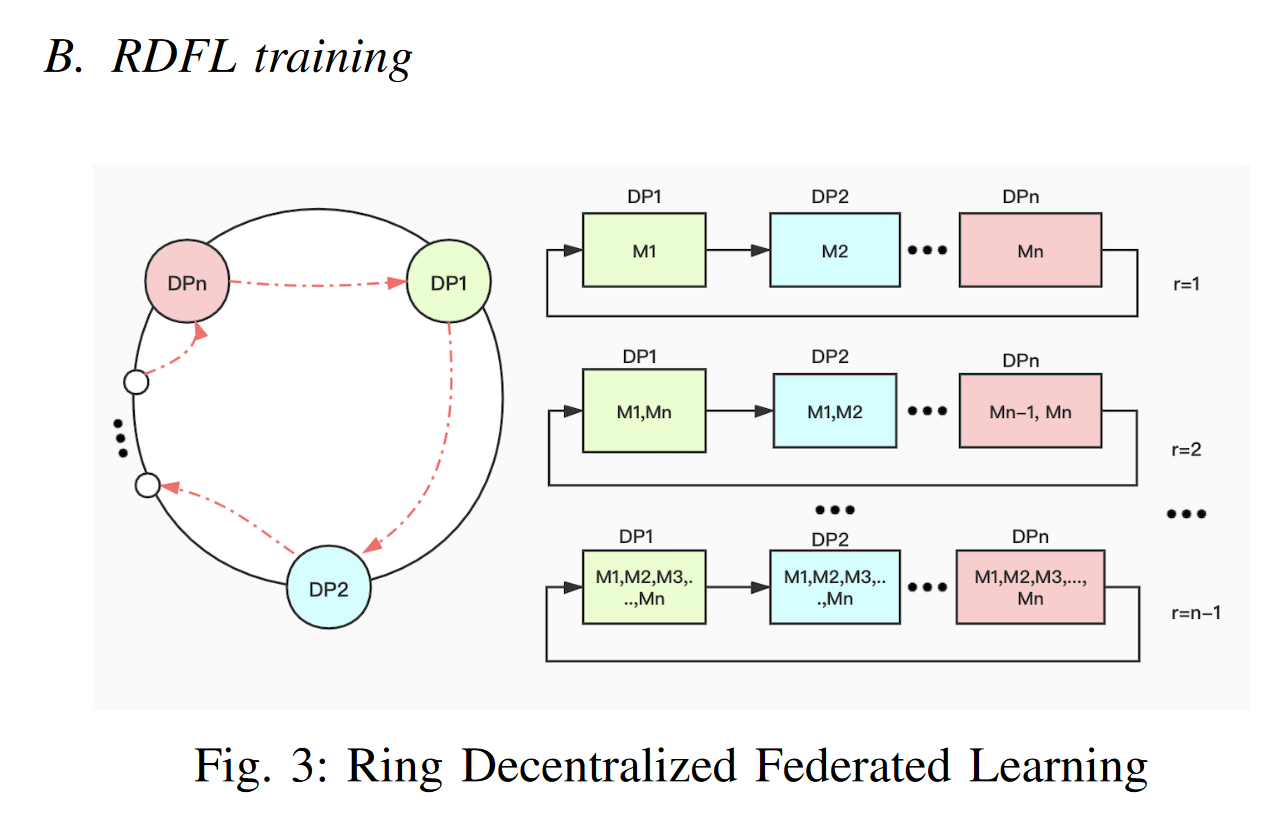 B. RDFL training
DPn
DP1
DP2
DP1 DP2 DPn
M1 M2 Mn
r=1
DP1 DP2 DPn
M1,Mn M1,M2 Mn−1, Mn
r=2
DP1 DP2 DPn
M1,M2,M3,. M1,M2,M3,.. M1,M2,M3,...,
..,Mn .,Mn Mn
r=n−1
Fig. 3: Ring Decentralized Federated Learning